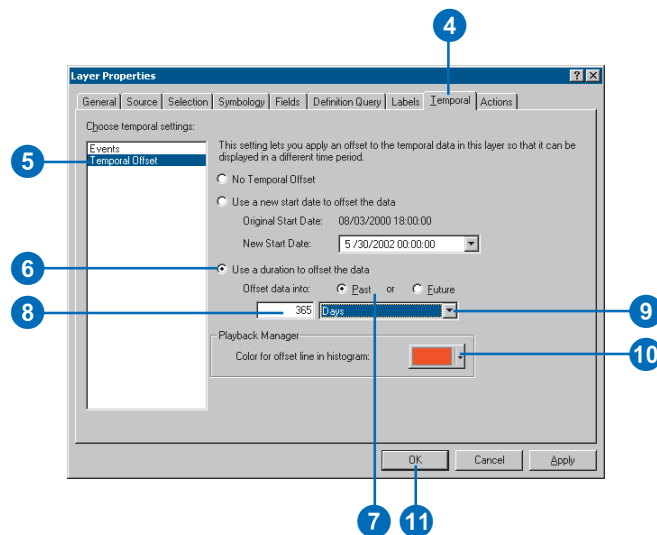 4
Layer Properties
General Source Selection Symbology Fields Definition Query Labels Temporal Actions
Choose temporal settings:
Events
5
Temporal Offset
This setting lets you apply an offset to the temporal data in this layer so that it can be
displayed in a different time period.
No Temporal Offset
Use a new start date to offset the data
Original Start Date: 08/03/2000 18:00:00
New Start Date: 5 /30/2002 00:00:00
6
Use a duration to offset the data
Offset data into: Past or Future
8
365 Days
9
Playback Manager
Color for offset line in histogram:
10
OK Cancel Apply
7 11